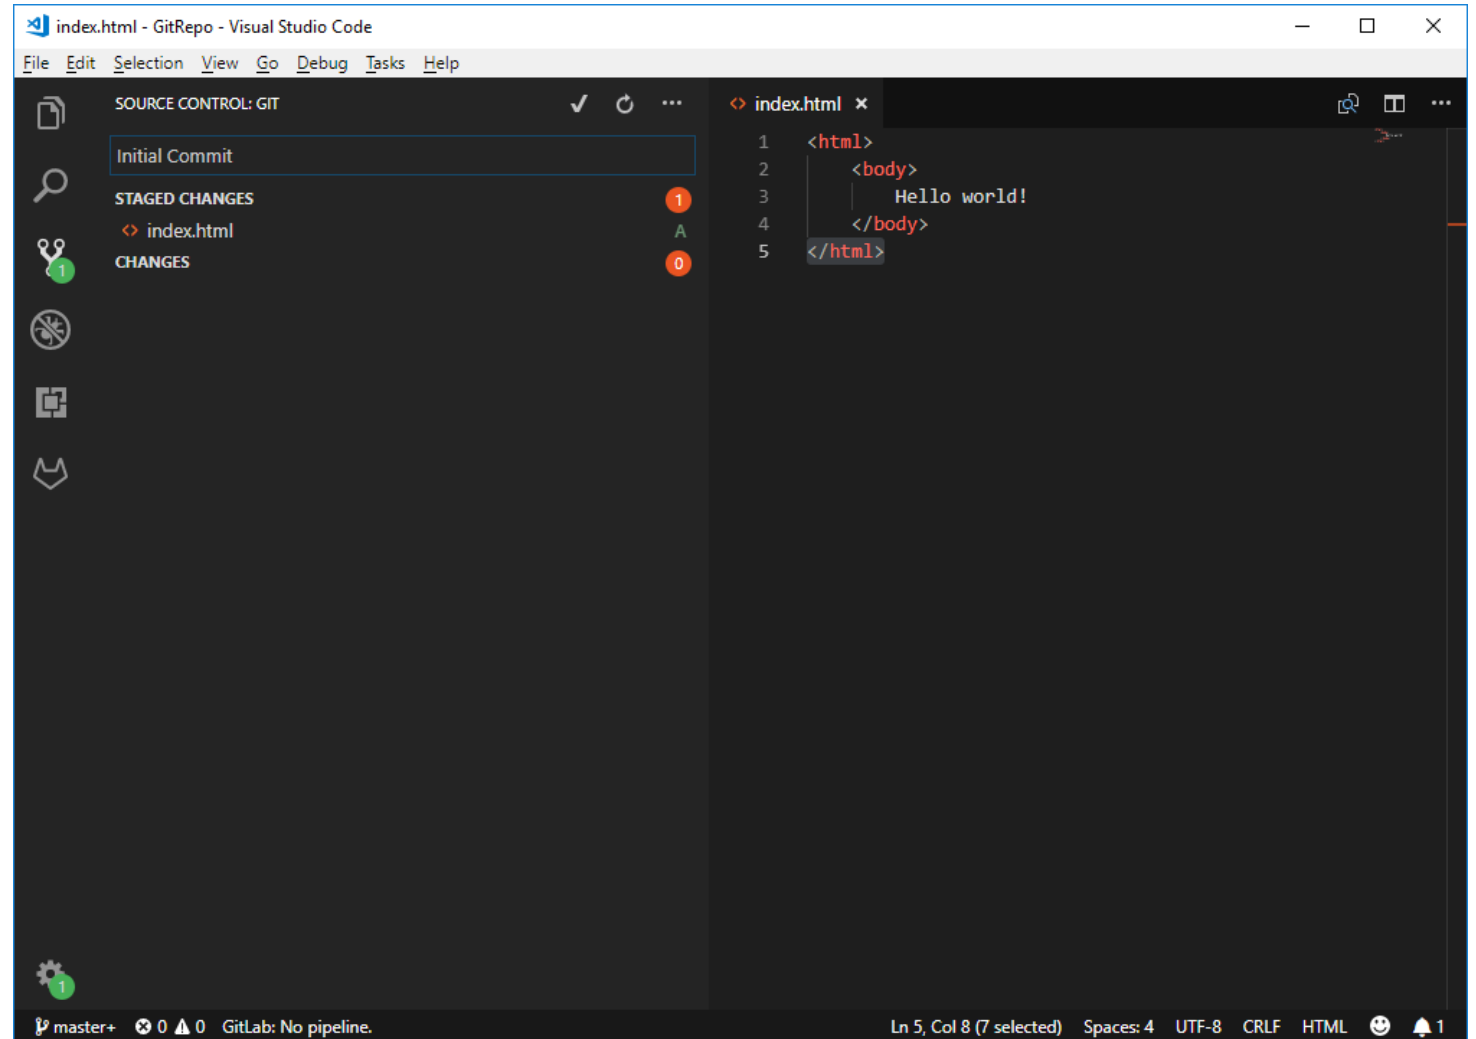 index.html - GitRepo - Visual Studio Code
File Edit Selection View Go Debug Tasks Help
SOURCE CONTROL: GIT
Initial Commit
STAGED CHANGES 1
<> index.html A
CHANGES 0
1
1
<> index.html ×
1 <html>
2     <body>
3         Hello world!
4     </body>
5 </html>
master+ 0 0 GitLab: No pipeline. Ln 5, Col 8 (7 selected) Spaces: 4 UTF-8 CRLF HTML 1